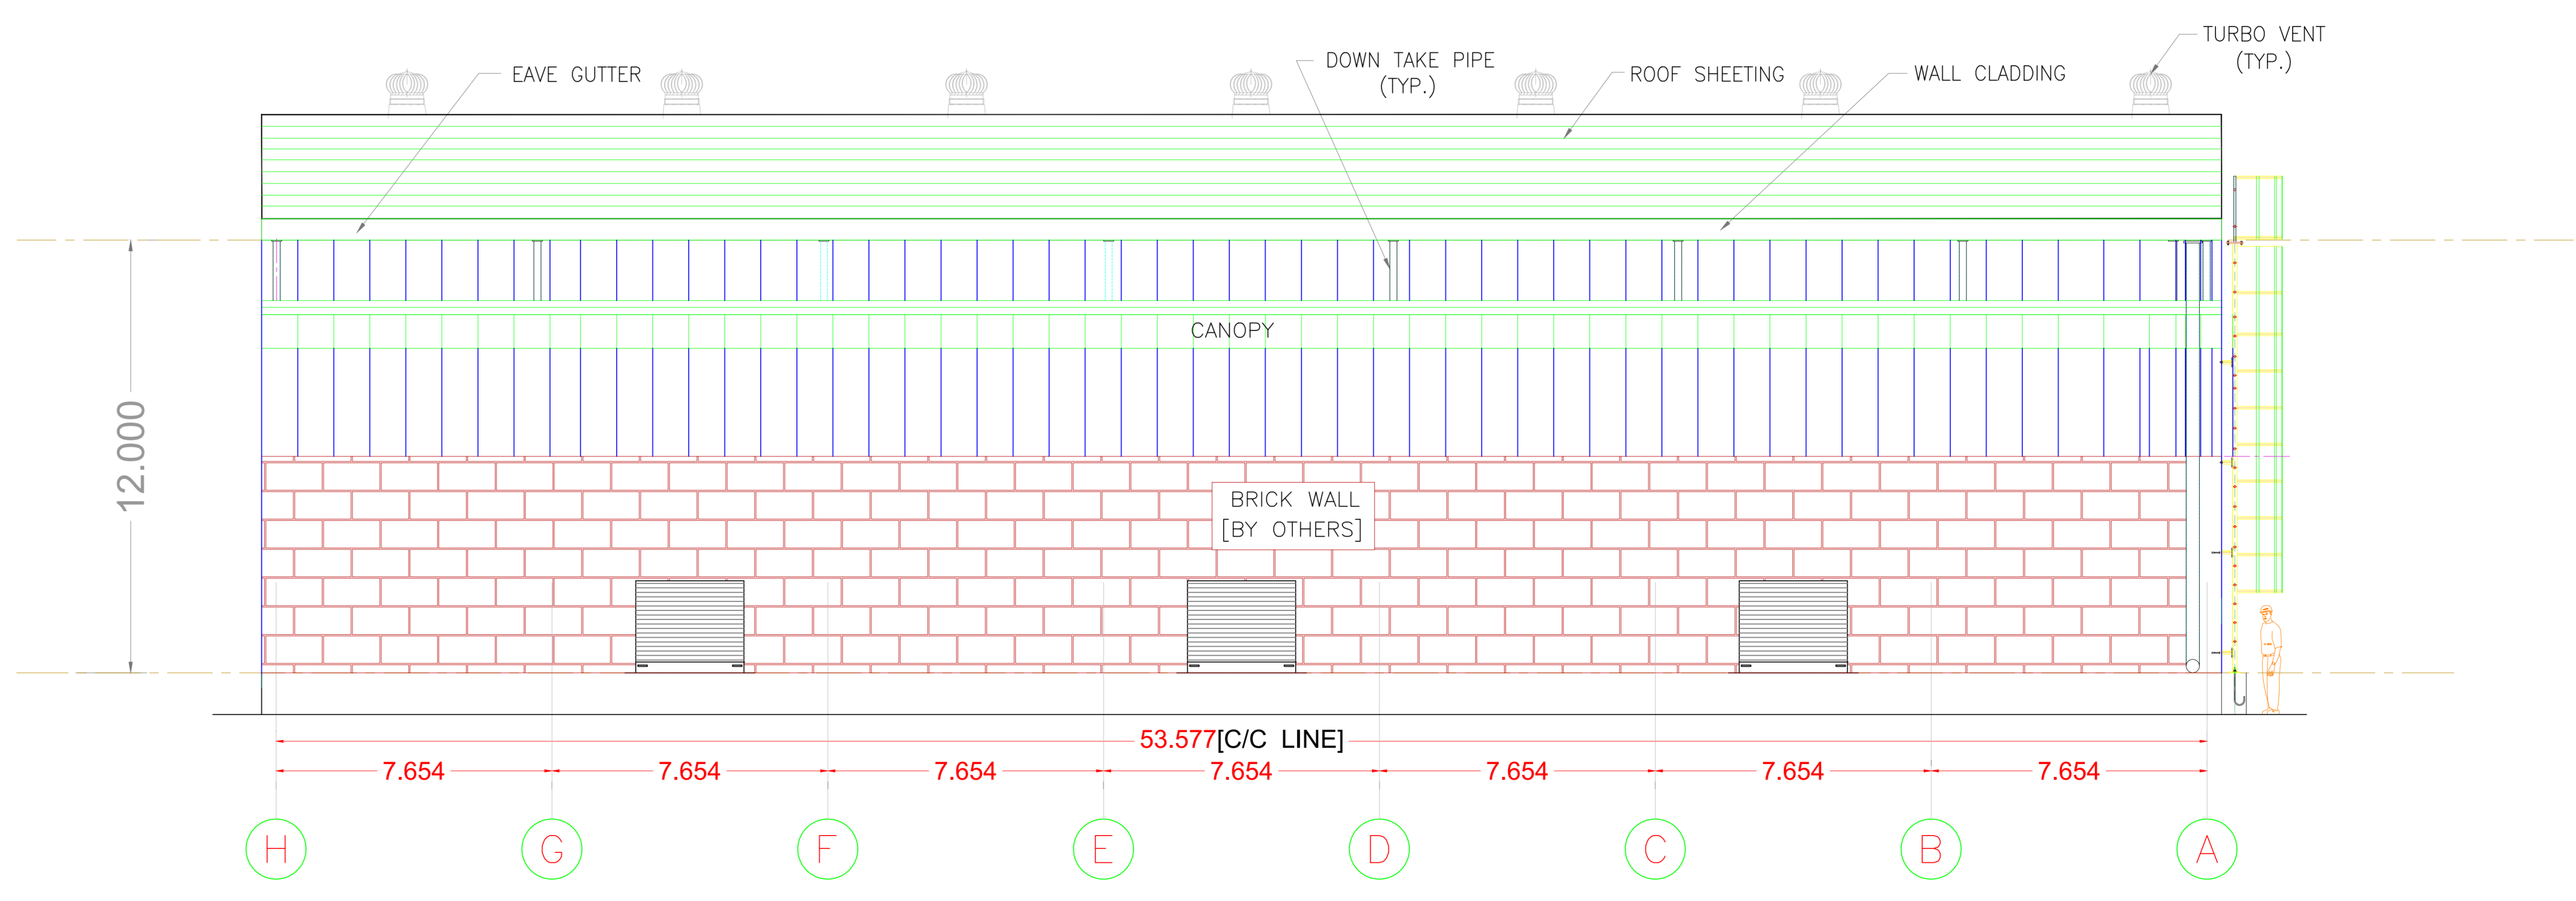 TURBO VENT
(TYP.)
EAVE GUTTER
DOWN TAKE PIPE
(TYP.)
ROOF SHEETING
WALL CLADDING
CANOPY
12.000
BRICK WALL
[BY OTHERS]
53.577[C/C LINE]
7.654 7.654 7.654 7.654 7.654 7.654 7.654
H G F E D C B A